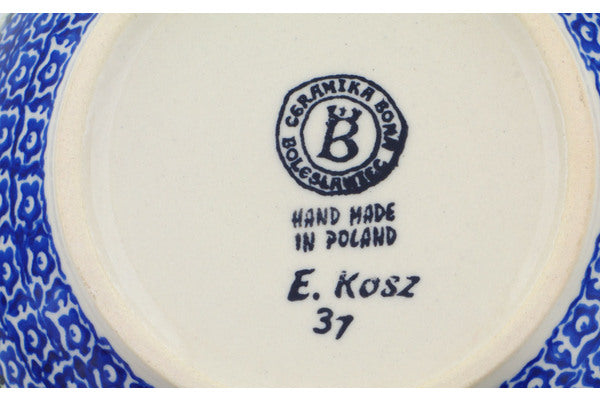 CERAMIKA BONA
B
BOLESŁAWIEC
HAND MADE
IN POLAND
E. Kosz
37